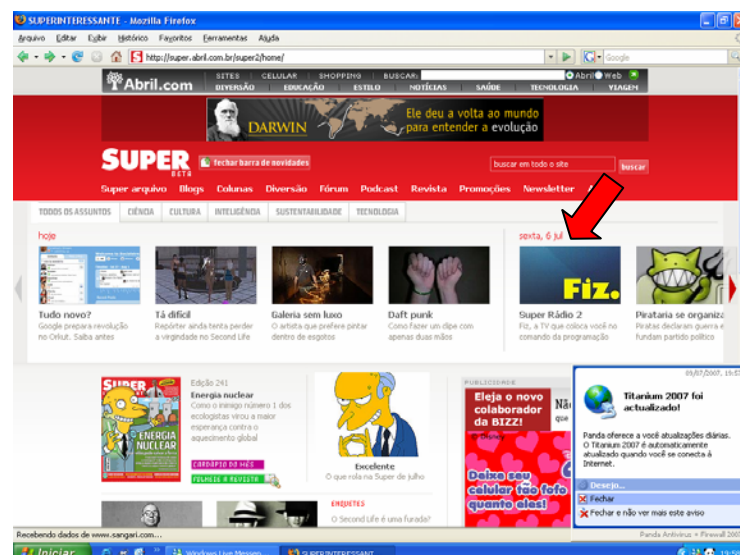 SUPERINTERESSANTE - Mozilla Firefox
Arquivo Editar Exibir Histórico Favoritos Ferramentas Ajuda
http://super.abril.com.br/super2/home/
Google
Abril.com
SITES CELULAR SHOPPING BUSCAR: Abril Web
DIVERSÃO EDUCAÇÃO ESTILO NOTÍCIAS SAÚDE TECNOLOGIA VIAGEM
DARWIN
Ele deu a volta ao mundo
para entender a evolução
SUPER
BETA
fechar barra de novidades
buscar em todo o site
buscar
Super arquivo Blogs Colunas Diversão Fórum Podcast Revista Promoções Newsletter
TODOS OS ASSUNTOS CIÊNCIA CULTURA INTELIGÊNCIA SUSTENTABILIDADE TECNOLOGIA
hoje
sexta, 6 jul
Fiz.
Tudo novo?
Google prepara revolução
no Orkut. Saiba antes
Tá difícil
Repórter ainda tenta perder
a virgindade no Second Life
Galeria sem luxo
O artista que prefere pintar
dentro de esgotos
Daft punk
Como fazer um clipe com
apenas duas mãos
Super Rádio 2
Fiz, a TV que coloca você no
comando da programação
Pirataria se organiza
Piratas declaram guerra e
fundam partido político
SUPER
ENERGIA
NUCLEAR
Edição 241
Energia nuclear
Como o inimigo número 1 dos
ecologistas virou a maior
esperança contra o
aquecimento global
CARDÁPIO DO MÊS
FOLHEIE A REVISTA
Excelente
O que rola na Super de julho
ENQUETES
O Second Life é uma furada?
PUBLICIDADE
Eleja o novo
colaborador
da BIZZ!
que
© Disney
Deixe seu
celular tão fofo
quanto eles!
09/07/2007, 19:5
Titanium 2007 foi
actualizado!
Panda oferece a você atualizações diárias.
O Titanium 2007 é automaticamente
atualizado quando você se conecta à
Internet.
Desejo...
Fechar
Fechar e não ver mais este aviso
Panda Antivirus + Firewall 2007
Recebendo dados de www.sangari.com...
Iniciar
Windows Live Messen...
SUPERINTERESSANT...